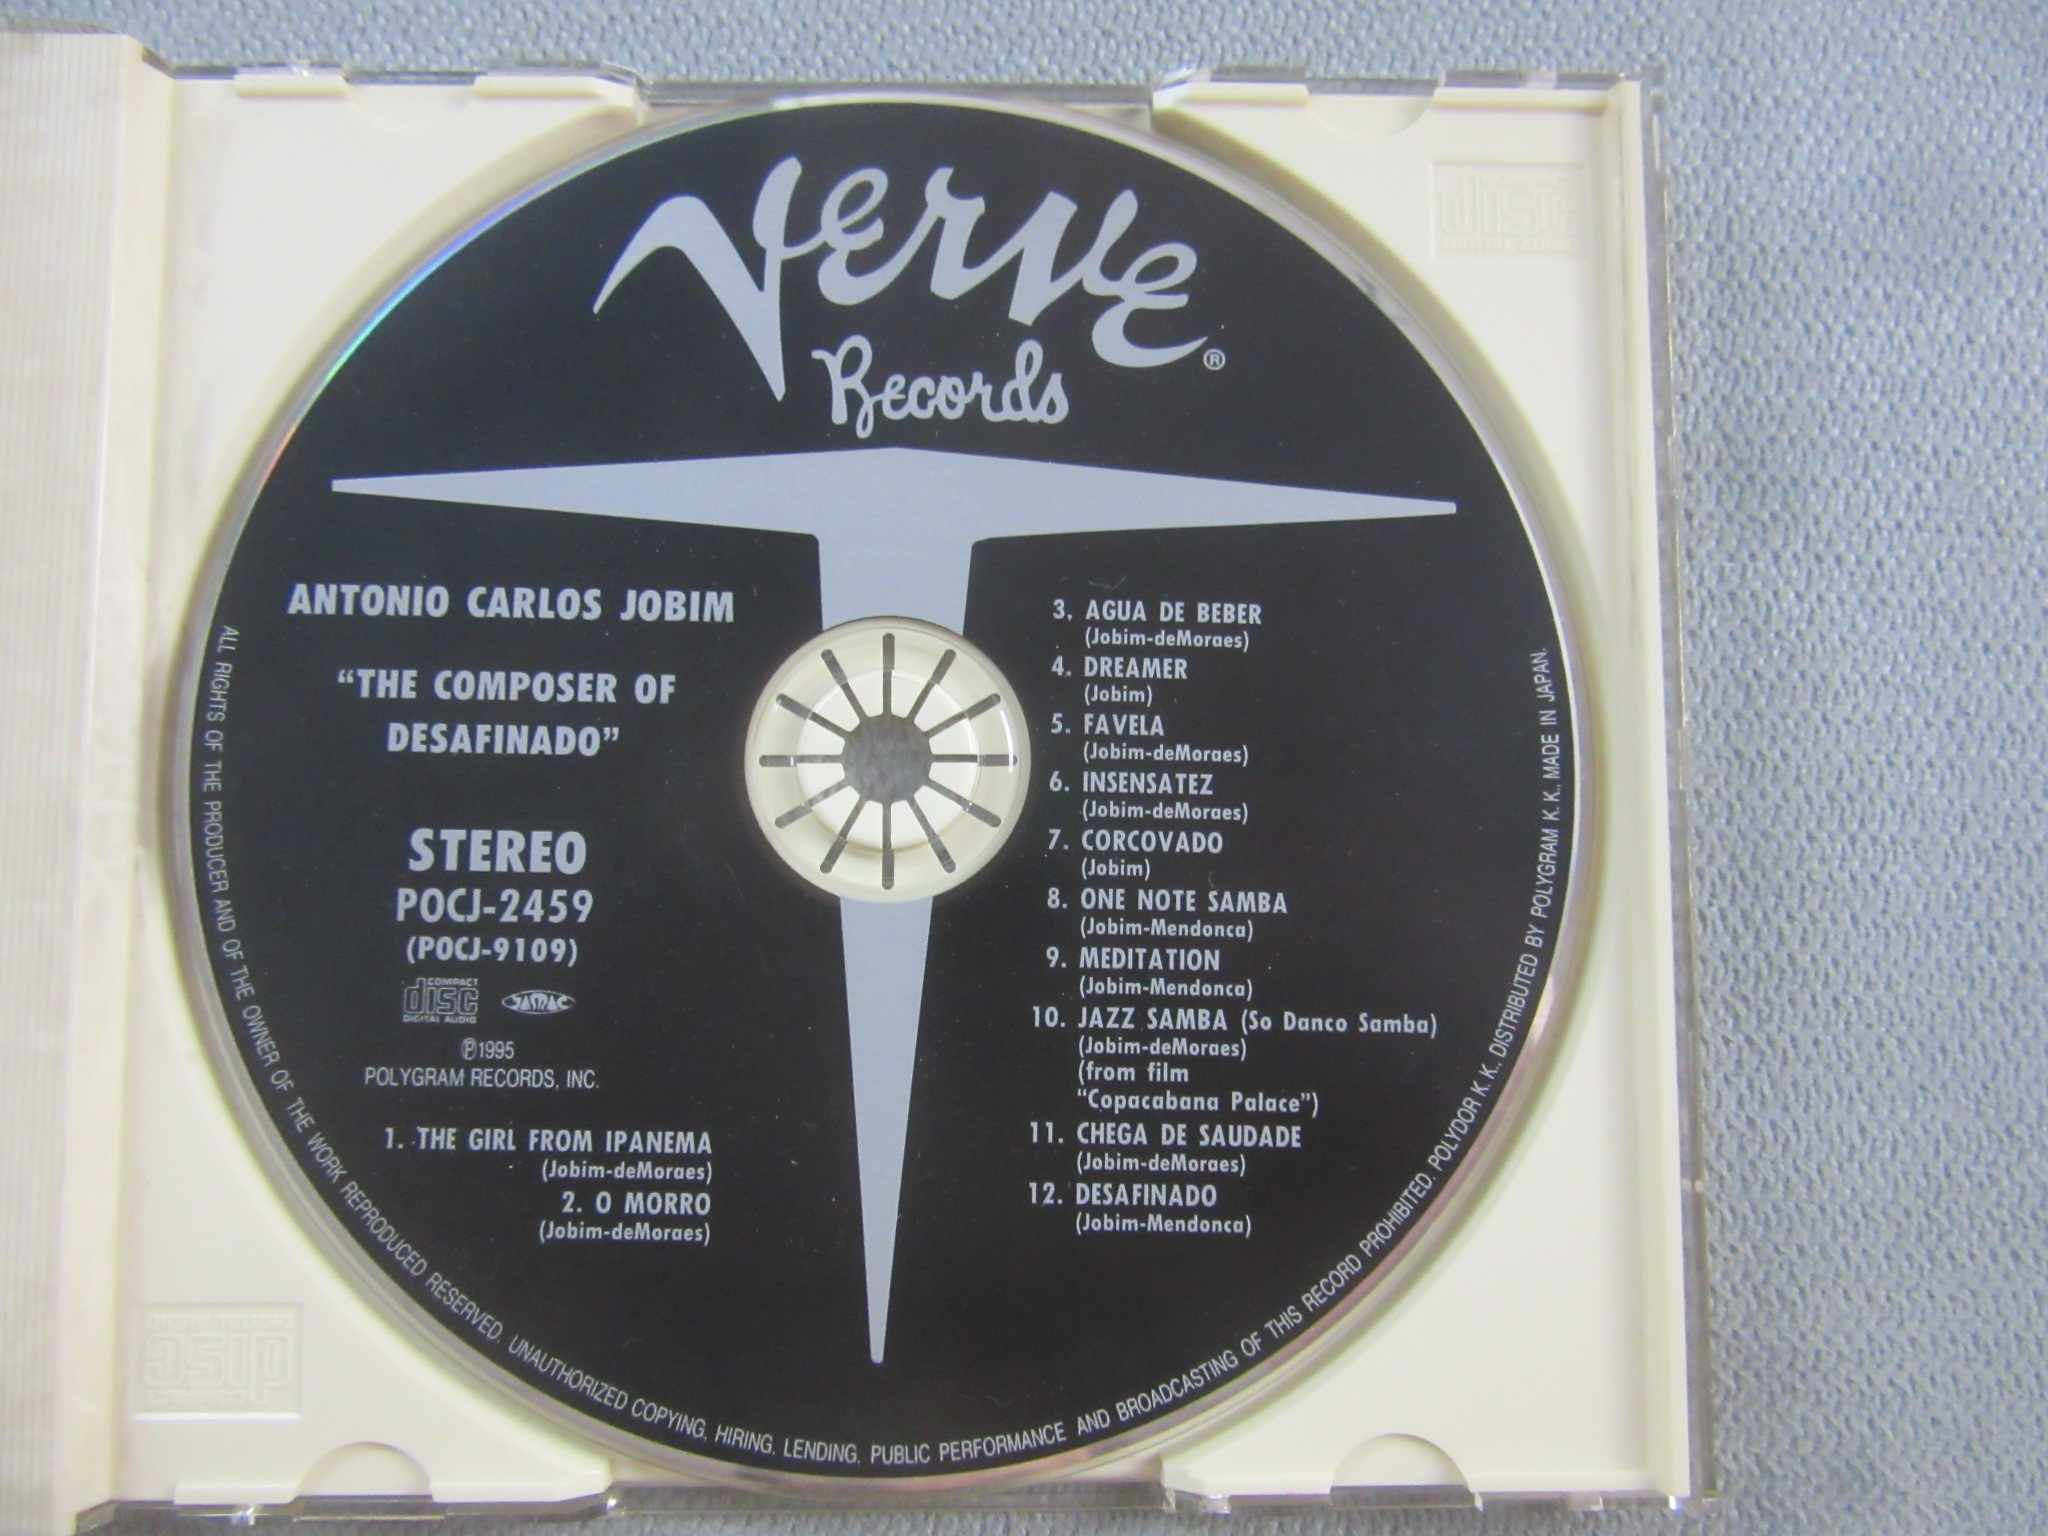 Verve
Records
®
ANTONIO CARLOS JOBIM
“THE COMPOSER OF
DESAFINADO”
STEREO
POCJ-2459
(POCJ-9109)
COMPACT
disc
DIGITAL AUDIO
JASRAC
Ⓟ1995
POLYGRAM RECORDS, INC.
1. THE GIRL FROM IPANEMA
(Jobim-deMoraes)
2. O MORRO
(Jobim-deMoraes)
3. AGUA DE BEBER
(Jobim-deMoraes)
4. DREAMER
(Jobim)
5. FAVELA
(Jobim-deMoraes)
6. INSENSATEZ
(Jobim-deMoraes)
7. CORCOVADO
(Jobim)
8. ONE NOTE SAMBA
(Jobim-Mendonca)
9. MEDITATION
(Jobim-Mendonca)
10. JAZZ SAMBA (So Danco Samba)
(Jobim-deMoraes)
(from film
“Copacabana Palace”)
11. CHEGA DE SAUDADE
(Jobim-deMoraes)
12. DESAFINADO
(Jobim-Mendonca)
ALL RIGHTS OF THE PRODUCER AND OF THE OWNER OF THE WORK REPRODUCED RESERVED. UNAUTHORIZED COPYING, HIRING, LENDING, PUBLIC PERFORMANCE AND BROADCASTING OF THIS RECORD PROHIBITED. POLYDOR K.K., DISTRIBUTED BY POLYGRAM K.K., MADE IN JAPAN.
disc
disc